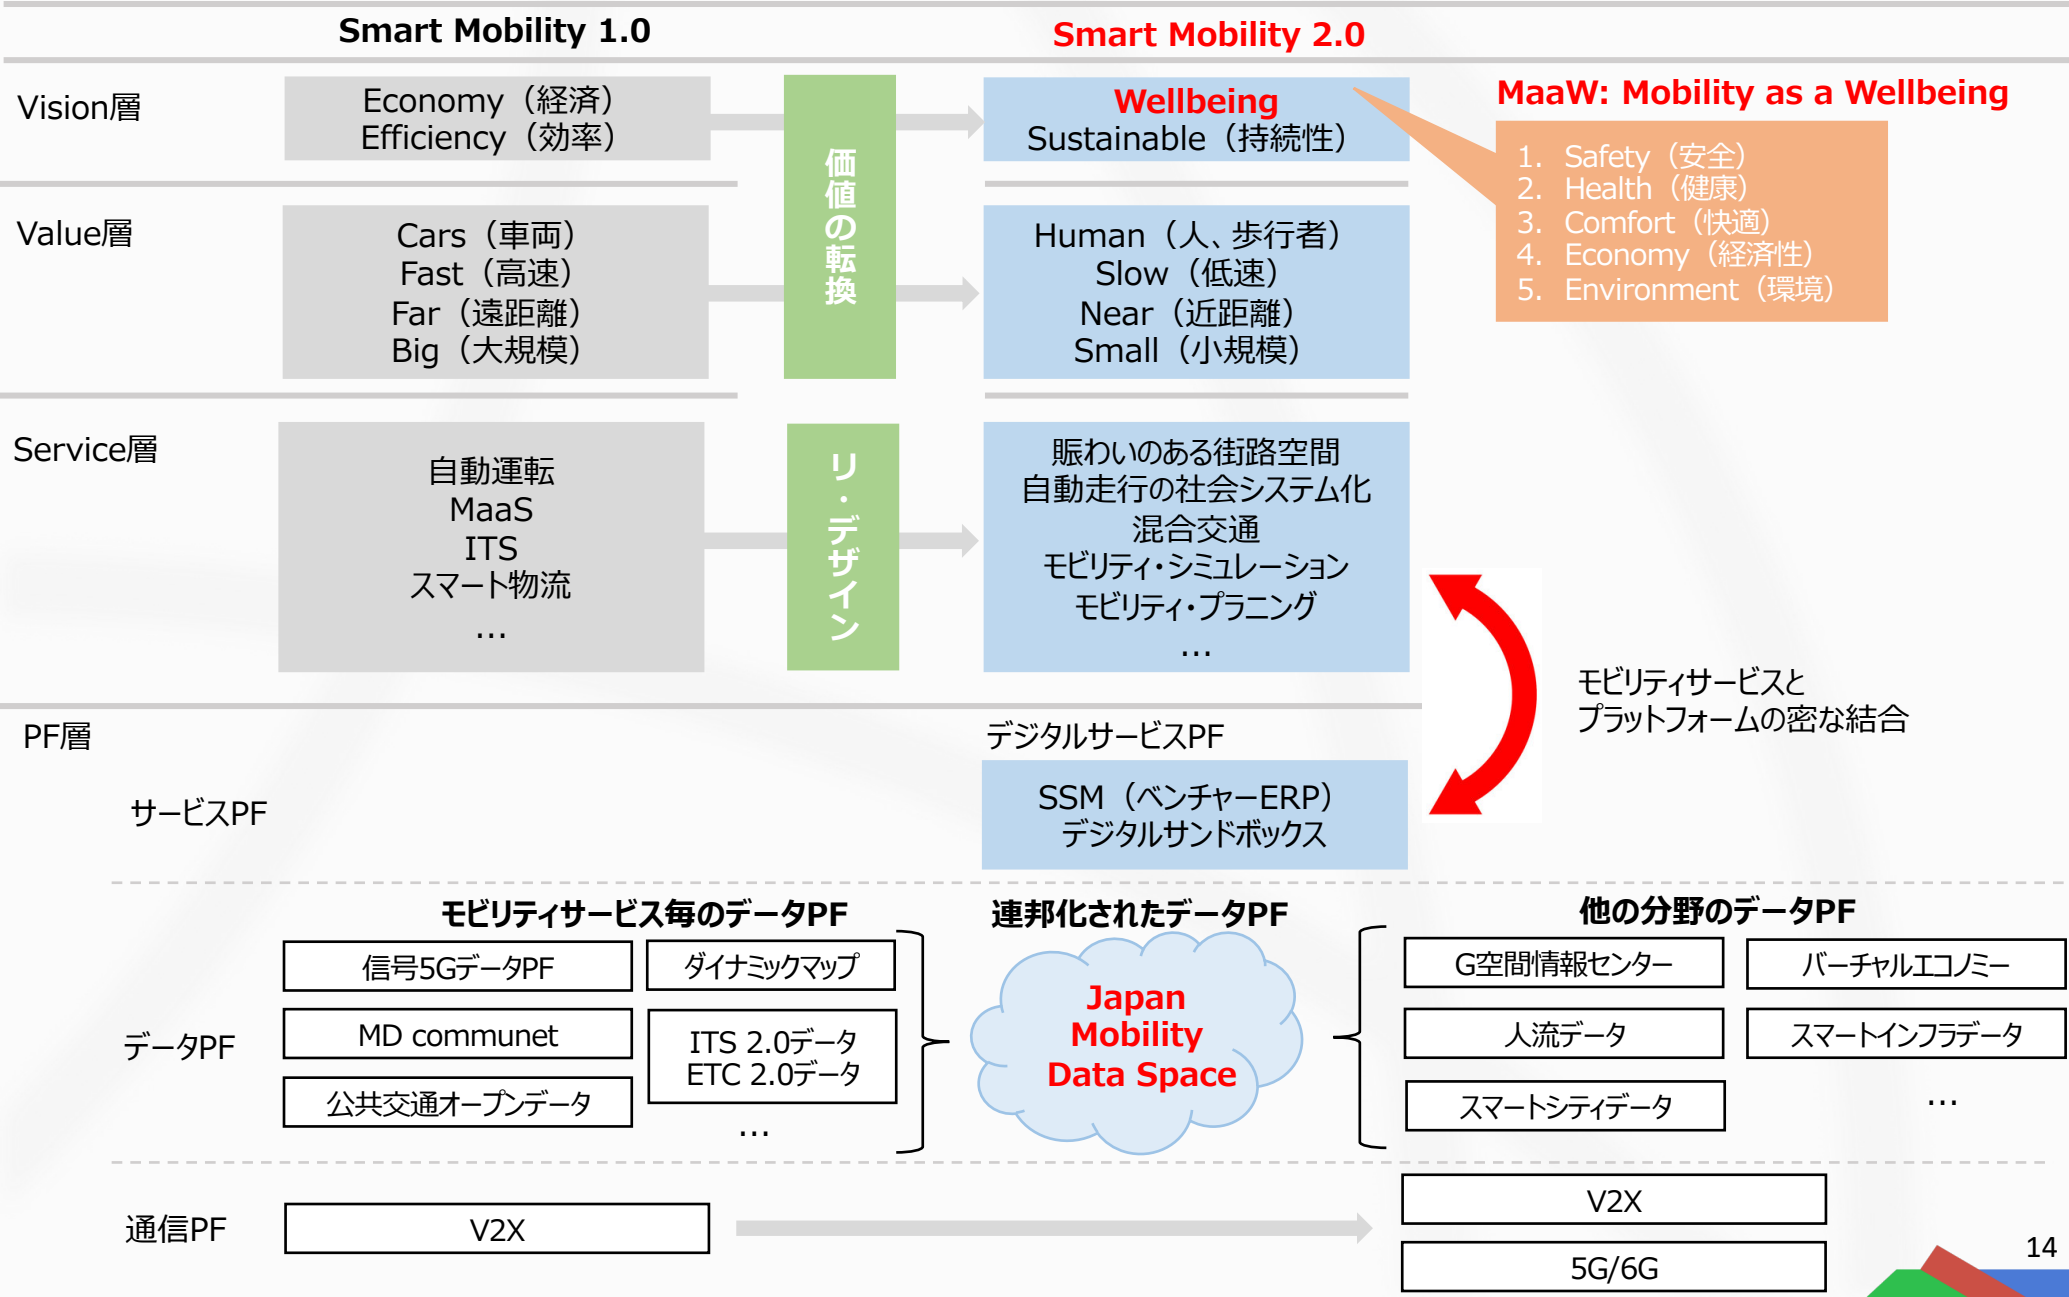 Smart Mobility 1.0
Smart Mobility 2.0
Vision層
Economy（経済）
Efficiency（効率）
価値の転換
Wellbeing
Sustainable（持続性）
MaaW: Mobility as a Wellbeing
1. Safety（安全）
2. Health（健康）
3. Comfort（快適）
4. Economy（経済性）
5. Environment（環境）
Value層
Cars（車両）
Fast（高速）
Far（遠距離）
Big（大規模）
Human（人、歩行者）
Slow（低速）
Near（近距離）
Small（小規模）
Service層
自動運転
MaaS
ITS
スマート物流
…
リ・デザイン
賑わいのある街路空間
自動走行の社会システム化
混合交通
モビリティ・シミュレーション
モビリティ・プラニング
…
モビリティサービスと
プラットフォームの密な結合
PF層
デジタルサービスPF
サービスPF
SSM（ベンチャーERP）
デジタルサンドボックス
モビリティサービス毎のデータPF
連邦化されたデータPF
他の分野のデータPF
データPF
信号5GデータPF
ダイナミックマップ
MD communet
ITS 2.0データ
ETC 2.0データ
公共交通オープンデータ
…
Japan
Mobility
Data Space
G空間情報センター
バーチャルエコノミー
人流データ
スマートインフラデータ
スマートシティデータ
…
通信PF
V2X
V2X
5G/6G
14